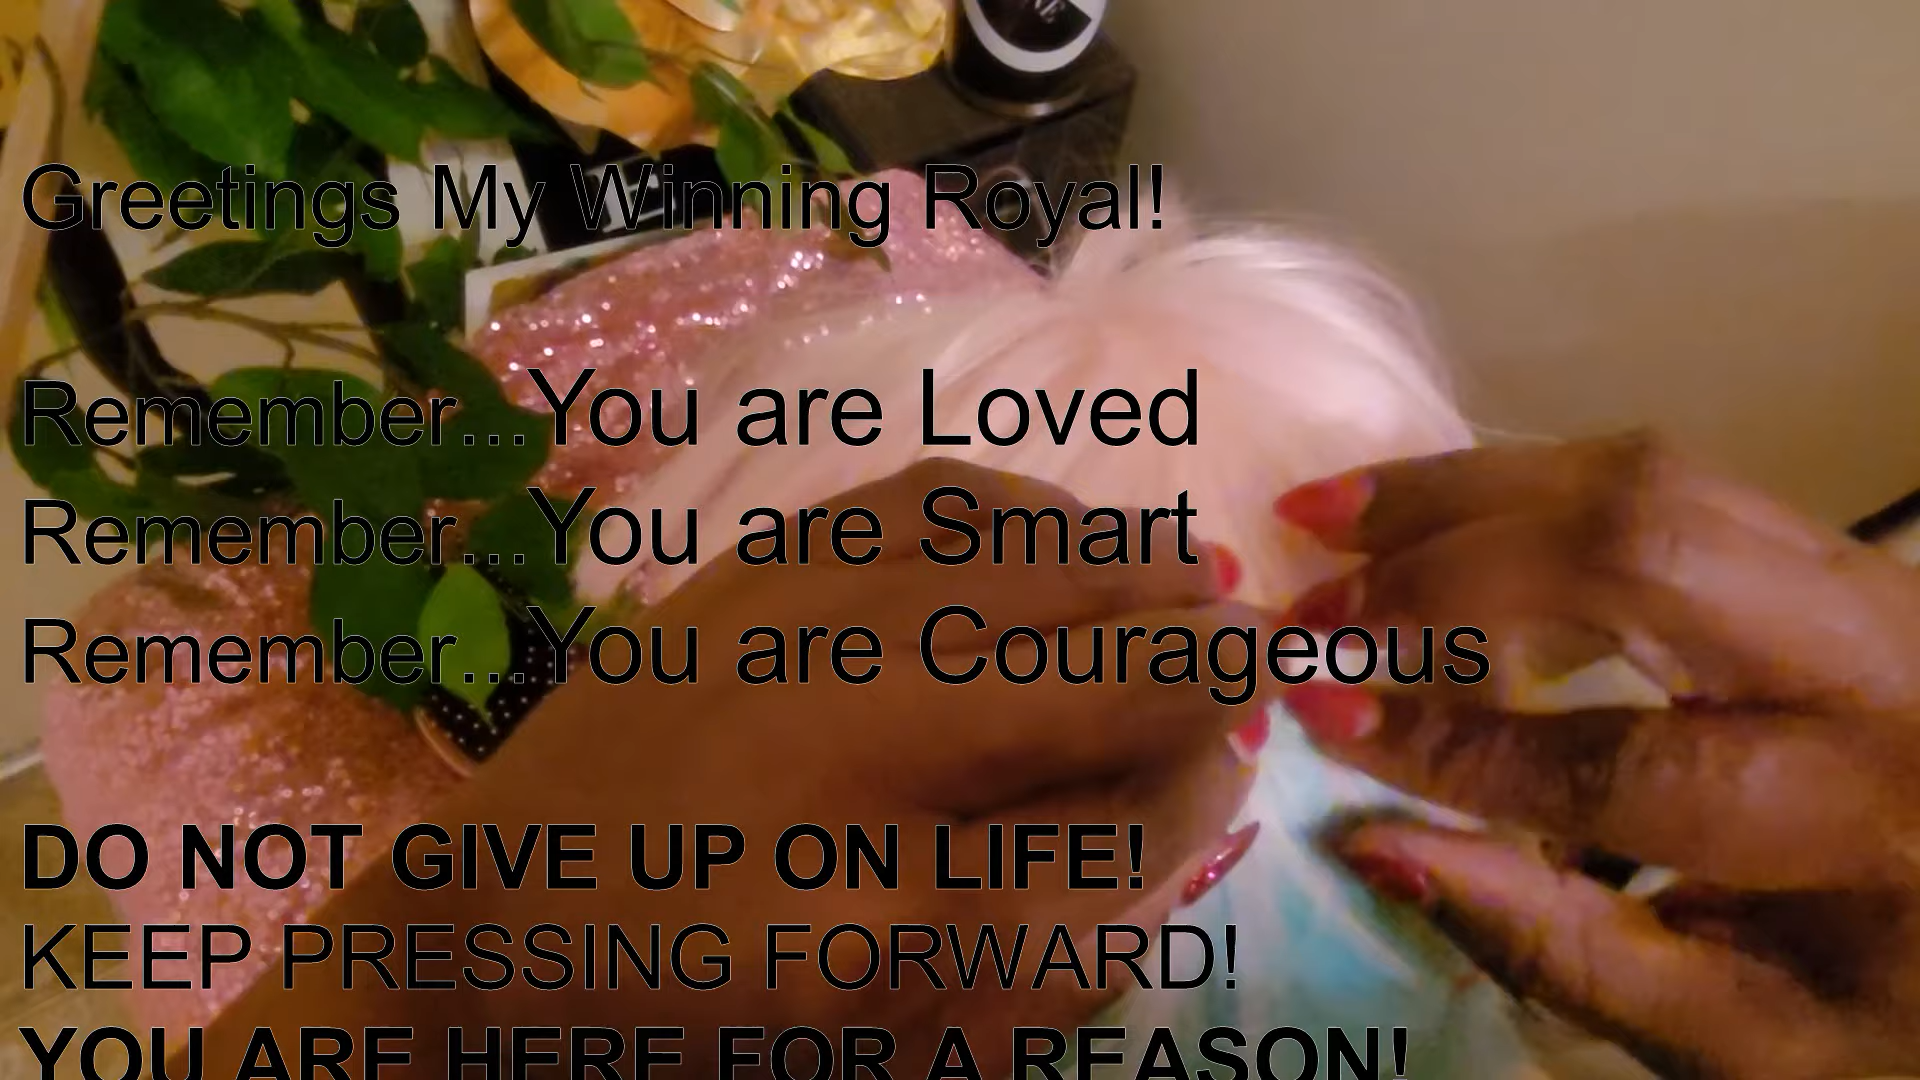 Greetings My Winning Royal!
Remember...You are Loved
Remember...You are Smart
Remember...You are Courageous
DO NOT GIVE UP ON LIFE!
KEEP PRESSING FORWARD!
YOU ARE HERE FOR A REASON!